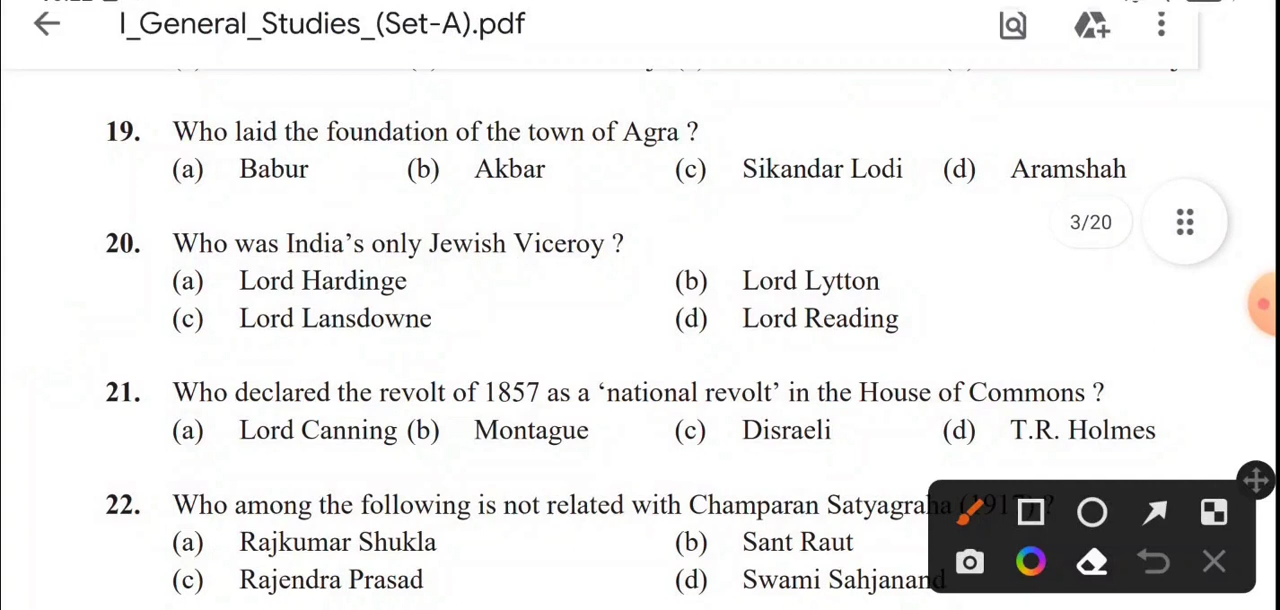 I_General_Studies_(Set-A).pdf
19. Who laid the foundation of the town of Agra ?
(a) Babur (b) Akbar (c) Sikandar Lodi (d) Aramshah
3/20
20. Who was India's only Jewish Viceroy ?
(a) Lord Hardinge (b) Lord Lytton
(c) Lord Lansdowne (d) Lord Reading
21. Who declared the revolt of 1857 as a 'national revolt' in the House of Commons ?
(a) Lord Canning (b) Montague (c) Disraeli (d) T.R. Holmes
22. Who among the following is not related with Champaran Satyagraha (1917) ?
(a) Rajkumar Shukla (b) Sant Raut
(c) Rajendra Prasad (d) Swami Sahjanand